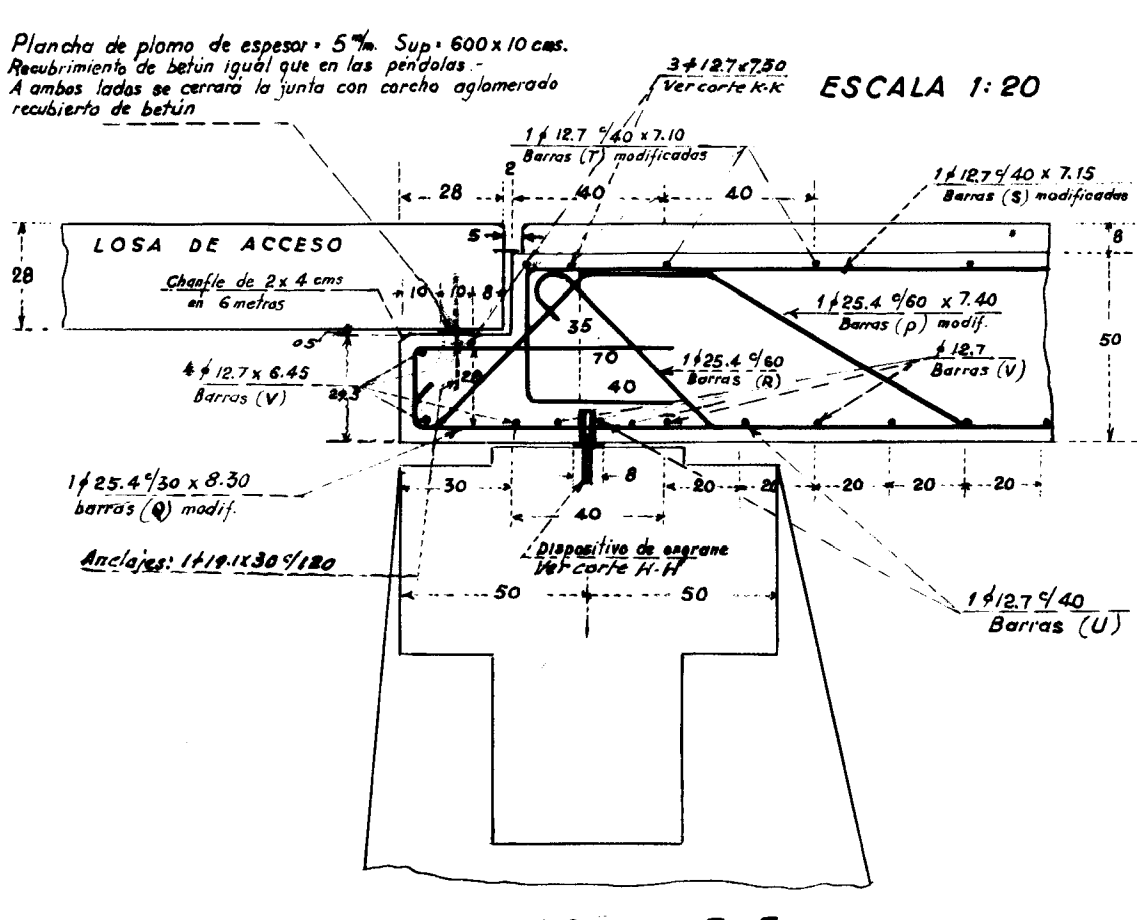 Plancha de plomo de espesor = 5 m/m. Sup = 600 x 10 cms.
Recubrimiento de betún igual que en las péndolas.-
A ambos lados se cerrará la junta con corcho aglomerado
recubierto de betún
3 ϕ 12.7 x 7.50
Ver corte K-K
ESCALA 1:20
1 ϕ 12.7 c/40 x 7.10
Barras (T) modificadas
1 ϕ 12.7 c/40 x 7.15
Barras (S) modificadas
2
28
40
40
LOSA DE ACCESO
5
8
28
Chanfle de 2 x 4 cms
en 6 metros
10
10
8
1 ϕ 25.4 c/60 x 7.40
Barras (P) modif.
35
0.5
50
70
1 ϕ 25.4 c/60
Barras (R)
ϕ 12.7
Barras (V)
4 ϕ 12.7 x 6.45
Barras (V)
40
1 ϕ 25.4 c/30 x 8.30
barras (Q) modif.
30
8
20
20
20
20
20
40
Anclajes: 1 ϕ 19.1 x 30 c/120
Dispositivo de engrane
Ver corte H-H
50
50
1 ϕ 12.7 c/40
Barras (U)